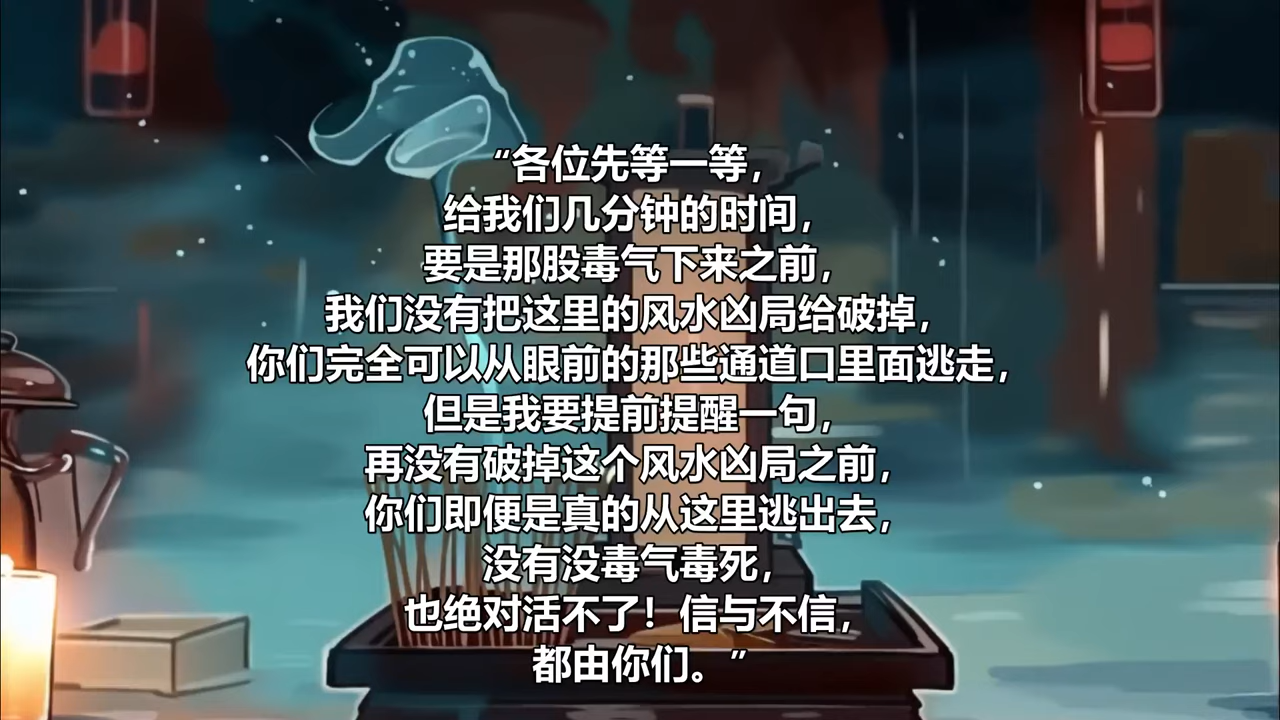 “各位先等一等，
给我们几分钟的时间，
要是那股毒气下来之前，
我们没有把这里的风水凶局给破掉，
你们完全可以从眼前的那些通道口里面逃走，
但是我要提前提醒一句，
再没有破掉这个风水凶局之前，
你们即便是真的从这里逃出去，
没有没毒气毒死，
也绝对活不了！信与不信，
都由你们。”